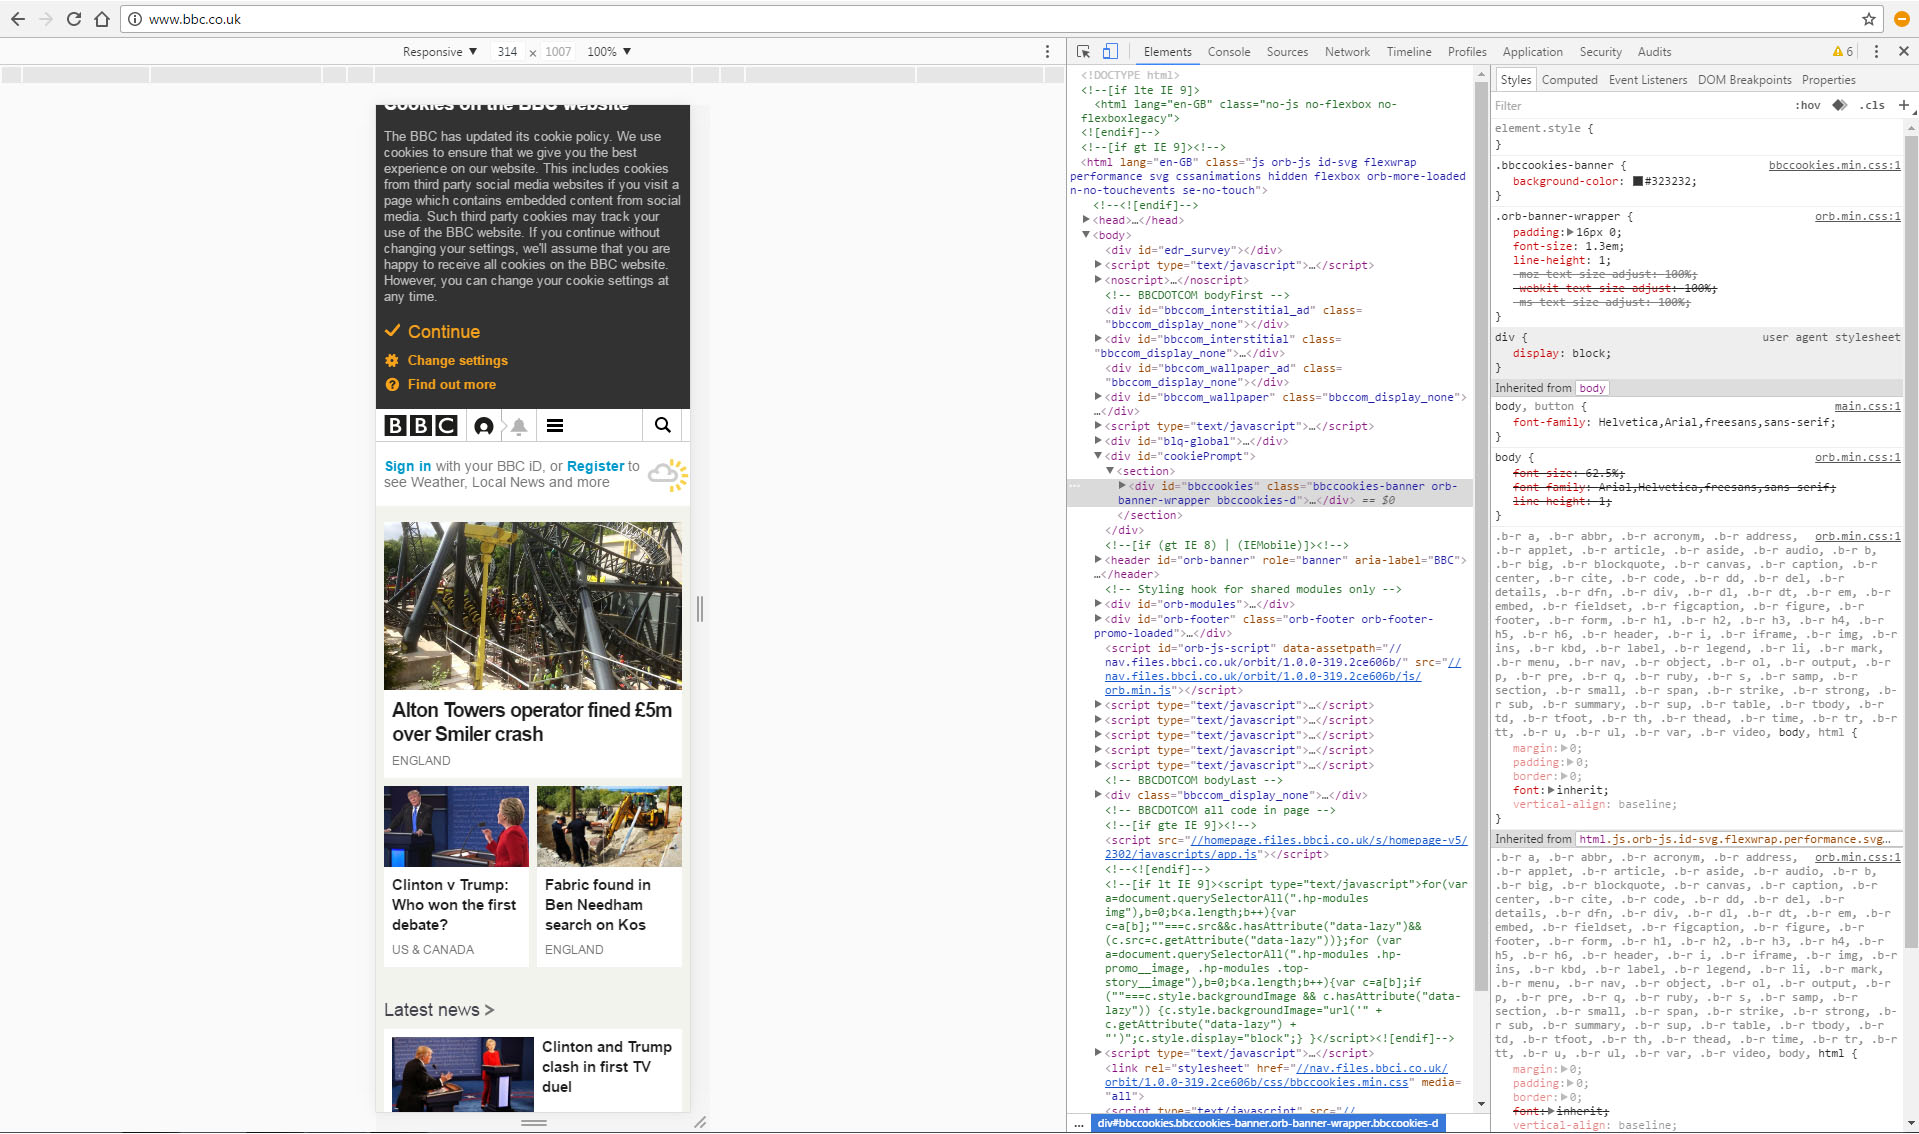 www.bbc.co.uk
Responsive ▼ 314 × 1007 100% ▼
Cookies on the BBC website
The BBC has updated its cookie policy. We use
cookies to ensure that we give you the best
experience on our website. This includes cookies
from third party social media websites if you visit a
page which contains embedded content from social
media. Such third party cookies may track your
use of the BBC website. If you continue without
changing your settings, we'll assume that you are
happy to receive all cookies on the BBC website.
However, you can change your cookie settings at
any time.
Continue
Change settings
Find out more
BBC
Sign in with your BBC iD, or Register to
see Weather, Local News and more
Alton Towers operator fined £5m
over Smiler crash
ENGLAND
Clinton v Trump:
Who won the first
debate?
US & CANADA
Fabric found in
Ben Needham
search on Kos
ENGLAND
Latest news >
Clinton and Trump
clash in first TV
duel
Elements Console Sources Network Timeline Profiles Application Security Audits 6
<!DOCTYPE html>
<!--[if lte IE 9]>
<html lang="en-GB" class="no-js no-flexbox no-
flexboxlegacy">
<![endif]-->
<!--[if gt IE 9]><!-->
<html lang="en-GB" class="js orb-js id-svg flexwrap
performance svg cssanimations hidden flexbox orb-more-loaded
n-no-touchevents se-no-touch">
<!--<![endif]-->
<head>…</head>
<body>
<div id="edr_survey"></div>
<script type="text/javascript">…</script>
<noscript>…</noscript>
<!-- BBCDOTCOM bodyFirst -->
<div id="bbccom_interstitial_ad" class=
"bbccom_display_none"></div>
<div id="bbccom_interstitial" class=
"bbccom_display_none">…</div>
<div id="bbccom_wallpaper_ad" class=
"bbccom_display_none"></div>
<div id="bbccom_wallpaper" class="bbccom_display_none">
…</div>
<script type="text/javascript">…</script>
<div id="blq-global">…</div>
<div id="cookiePrompt">
<section>
<div id="bbccookies" class="bbccookies-banner orb-
banner-wrapper bbccookies-d">…</div> == $0
</section>
</div>
<!--[if (gt IE 8) | (IEMobile)]><!-->
<header id="orb-banner" role="banner" aria-label="BBC">
…</header>
<!-- Styling hook for shared modules only -->
<div id="orb-modules">…</div>
<div id="orb-footer" class="orb-footer orb-footer-
promo-loaded">…</div>
<script id="orb-js-script" data-assetpath="//
nav.files.bbci.co.uk/orbit/1.0.0-319.2ce606b/" src="//
nav.files.bbci.co.uk/orbit/1.0.0-319.2ce606b/js/
orb.min.js"></script>
<script type="text/javascript">…</script>
<script type="text/javascript">…</script>
<script type="text/javascript">…</script>
<script type="text/javascript">…</script>
<script type="text/javascript">…</script>
<!-- BBCDOTCOM bodyLast -->
<div class="bbccom_display_none">…</div>
<!-- BBCDOTCOM all code in page -->
<!--[if gte IE 9]><!-->
<script src="//homepage.files.bbci.co.uk/s/homepage-v5/
2302/javascripts/app.js"></script>
<!--<![endif]-->
<!--[if lt IE 9]><script type="text/javascript">for(var
a=document.querySelectorAll(".hp-modules
img"),b=0;b<a.length;b++){var
c=a[b];""===c.src&&c.hasAttribute("data-lazy")&&
(c.src=c.getAttribute("data-lazy"))};for (var
a=document.querySelectorAll(".hp-modules .hp-
promo__image, .hp-modules .top-
story__image"),b=0;b<a.length;b++){var c=a[b];if
(""===c.style.backgroundImage && c.hasAttribute("data-
lazy")) {c.style.backgroundImage="url('" +
c.getAttribute("data-lazy") +
"')";c.style.display="block";} }</script><![endif]-->
<script type="text/javascript">…</script>
<link rel="stylesheet" href="//nav.files.bbci.co.uk/
orbit/1.0.0-319.2ce606b/css/bbccookies.min.css" media=
"all">
<script type="text/javascript" src="//
... div#bbccookies.bbccookies-banner.orb-banner-wrapper.bbccookies-d
Styles Computed Event Listeners DOM Breakpoints Properties
Filter :hov .cls +
element.style {
}
.bbccookies-banner { bbccookies.min.css:1
background-color: #323232;
}
.orb-banner-wrapper { orb.min.css:1
padding: 16px 0;
font-size: 1.3em;
line-height: 1;
-moz-text-size-adjust: 100%;
-webkit-text-size-adjust: 100%;
-ms-text-size-adjust: 100%;
}
div { user agent stylesheet
display: block;
}
Inherited from body
body, button { main.css:1
font-family: Helvetica,Arial,freesans,sans-serif;
}
body { orb.min.css:1
font-size: 62.5%;
font-family: Arial,Helvetica,freesans,sans-serif;
line-height: 1;
}
.b-r a, .b-r abbr, .b-r acronym, .b-r address, orb.min.css:1
.b-r applet, .b-r article, .b-r aside, .b-r audio, .b-r b,
.b-r big, .b-r blockquote, .b-r canvas, .b-r caption, .b-r
center, .b-r cite, .b-r code, .b-r dd, .b-r del, .b-r
details, .b-r dfn, .b-r div, .b-r dl, .b-r dt, .b-r em, .b-r
embed, .b-r fieldset, .b-r figcaption, .b-r figure, .b-r
footer, .b-r form, .b-r h1, .b-r h2, .b-r h3, .b-r h4, .b-r
h5, .b-r h6, .b-r header, .b-r i, .b-r iframe, .b-r img, .b-r
ins, .b-r kbd, .b-r label, .b-r legend, .b-r li, .b-r mark,
.b-r menu, .b-r nav, .b-r object, .b-r ol, .b-r output, .b-r
p, .b-r pre, .b-r q, .b-r ruby, .b-r s, .b-r samp, .b-r
section, .b-r small, .b-r span, .b-r strike, .b-r strong, .b-
r sub, .b-r summary, .b-r sup, .b-r table, .b-r tbody, .b-r
td, .b-r tfoot, .b-r th, .b-r thead, .b-r time, .b-r tr, .b-r
tt, .b-r u, .b-r ul, .b-r var, .b-r video, body, html {
margin: 0;
padding: 0;
border: 0;
font: inherit;
vertical-align: baseline;
}
Inherited from html.js.orb-js.id-svg.flexwrap.performance.svg…
.b-r a, .b-r abbr, .b-r acronym, .b-r address, orb.min.css:1
.b-r applet, .b-r article, .b-r aside, .b-r audio, .b-r b,
.b-r big, .b-r blockquote, .b-r canvas, .b-r caption, .b-r
center, .b-r cite, .b-r code, .b-r dd, .b-r del, .b-r
details, .b-r dfn, .b-r div, .b-r dl, .b-r dt, .b-r em, .b-r
embed, .b-r fieldset, .b-r figcaption, .b-r figure, .b-r
footer, .b-r form, .b-r h1, .b-r h2, .b-r h3, .b-r h4, .b-r
h5, .b-r h6, .b-r header, .b-r i, .b-r iframe, .b-r img, .b-r
ins, .b-r kbd, .b-r label, .b-r legend, .b-r li, .b-r mark,
.b-r menu, .b-r nav, .b-r object, .b-r ol, .b-r output, .b-r
p, .b-r pre, .b-r q, .b-r ruby, .b-r s, .b-r samp, .b-r
section, .b-r small, .b-r span, .b-r strike, .b-r strong, .b-
r sub, .b-r summary, .b-r sup, .b-r table, .b-r tbody, .b-r
td, .b-r tfoot, .b-r th, .b-r thead, .b-r time, .b-r tr, .b-r
tt, .b-r u, .b-r ul, .b-r var, .b-r video, body, html {
margin: 0;
padding: 0;
border: 0;
font: inherit;
vertical-align: baseline;